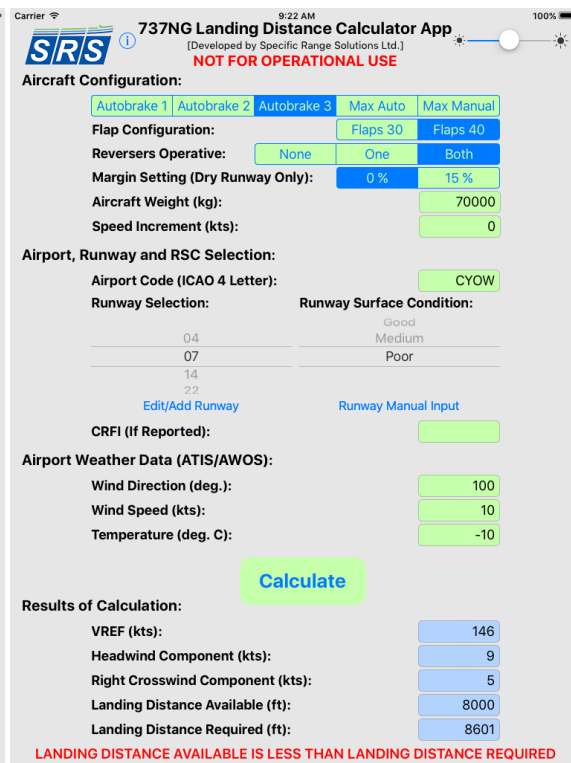 Carrier 9:22 AM 100%
SRS
737NG Landing Distance Calculator App
[Developed by Specific Range Solutions Ltd.]
NOT FOR OPERATIONAL USE
Aircraft Configuration:
Autobrake 1 Autobrake 2 Autobrake 3 Max Auto Max Manual
Flap Configuration: Flaps 30 Flaps 40
Reversers Operative: None One Both
Margin Setting (Dry Runway Only): 0 % 15 %
Aircraft Weight (kg): 70000
Speed Increment (kts): 0
Airport, Runway and RSC Selection:
Airport Code (ICAO 4 Letter): CYOW
Runway Selection: Runway Surface Condition:
Good
04 Medium
07 Poor
14
22
Edit/Add Runway Runway Manual Input
CRFI (If Reported):
Airport Weather Data (ATIS/AWOS):
Wind Direction (deg.): 100
Wind Speed (kts): 10
Temperature (deg. C): -10
Calculate
Results of Calculation:
VREF (kts): 146
Headwind Component (kts): 9
Right Crosswind Component (kts): 5
Landing Distance Available (ft): 8000
Landing Distance Required (ft): 8601
LANDING DISTANCE AVAILABLE IS LESS THAN LANDING DISTANCE REQUIRED